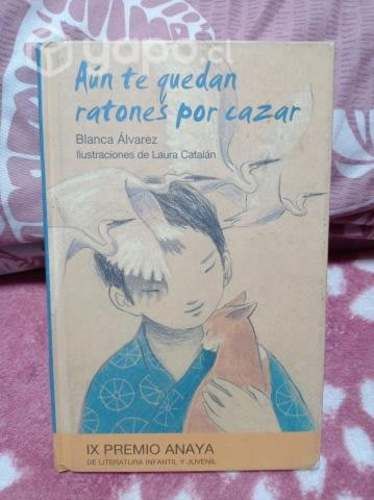 yapo.cl
Aún te quedan
ratones por cazar
Blanca Álvarez
Ilustraciones de Laura Catalán
IX PREMIO ANAYA
DE LITERATURA INFANTIL Y JUVENIL